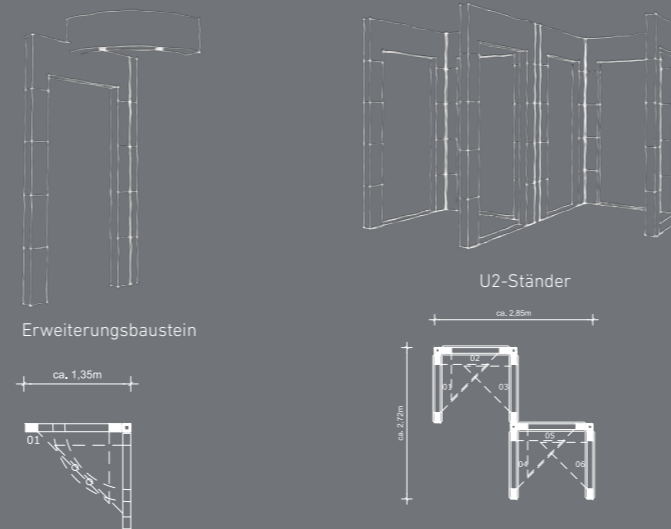 U2-Ständer
ca. 2,85m
Erweiterungsbaustein
ca. 1,35m
02
01
03
ca. 2,72m
01
05
04
06